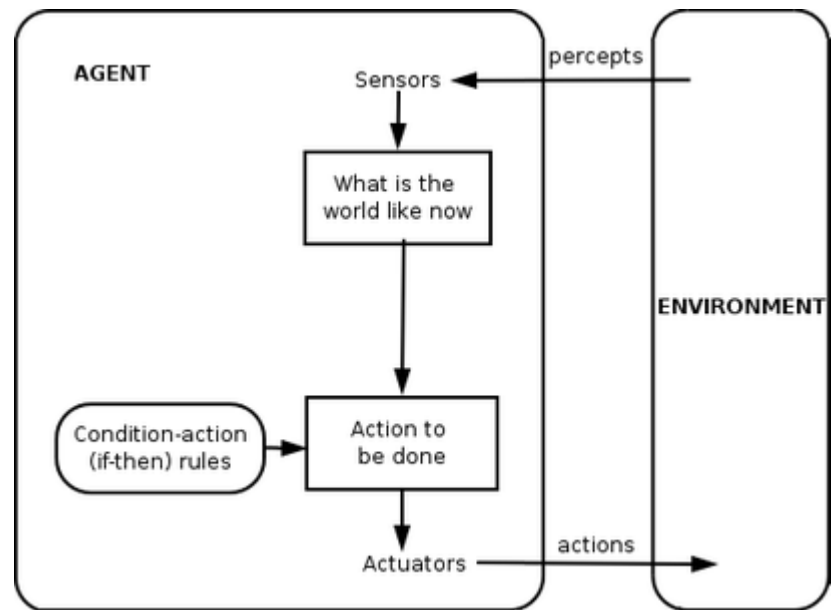 AGENT
percepts
Sensors
What is the
world like now
ENVIRONMENT
Condition-action
(if-then) rules
Action to
be done
actions
Actuators